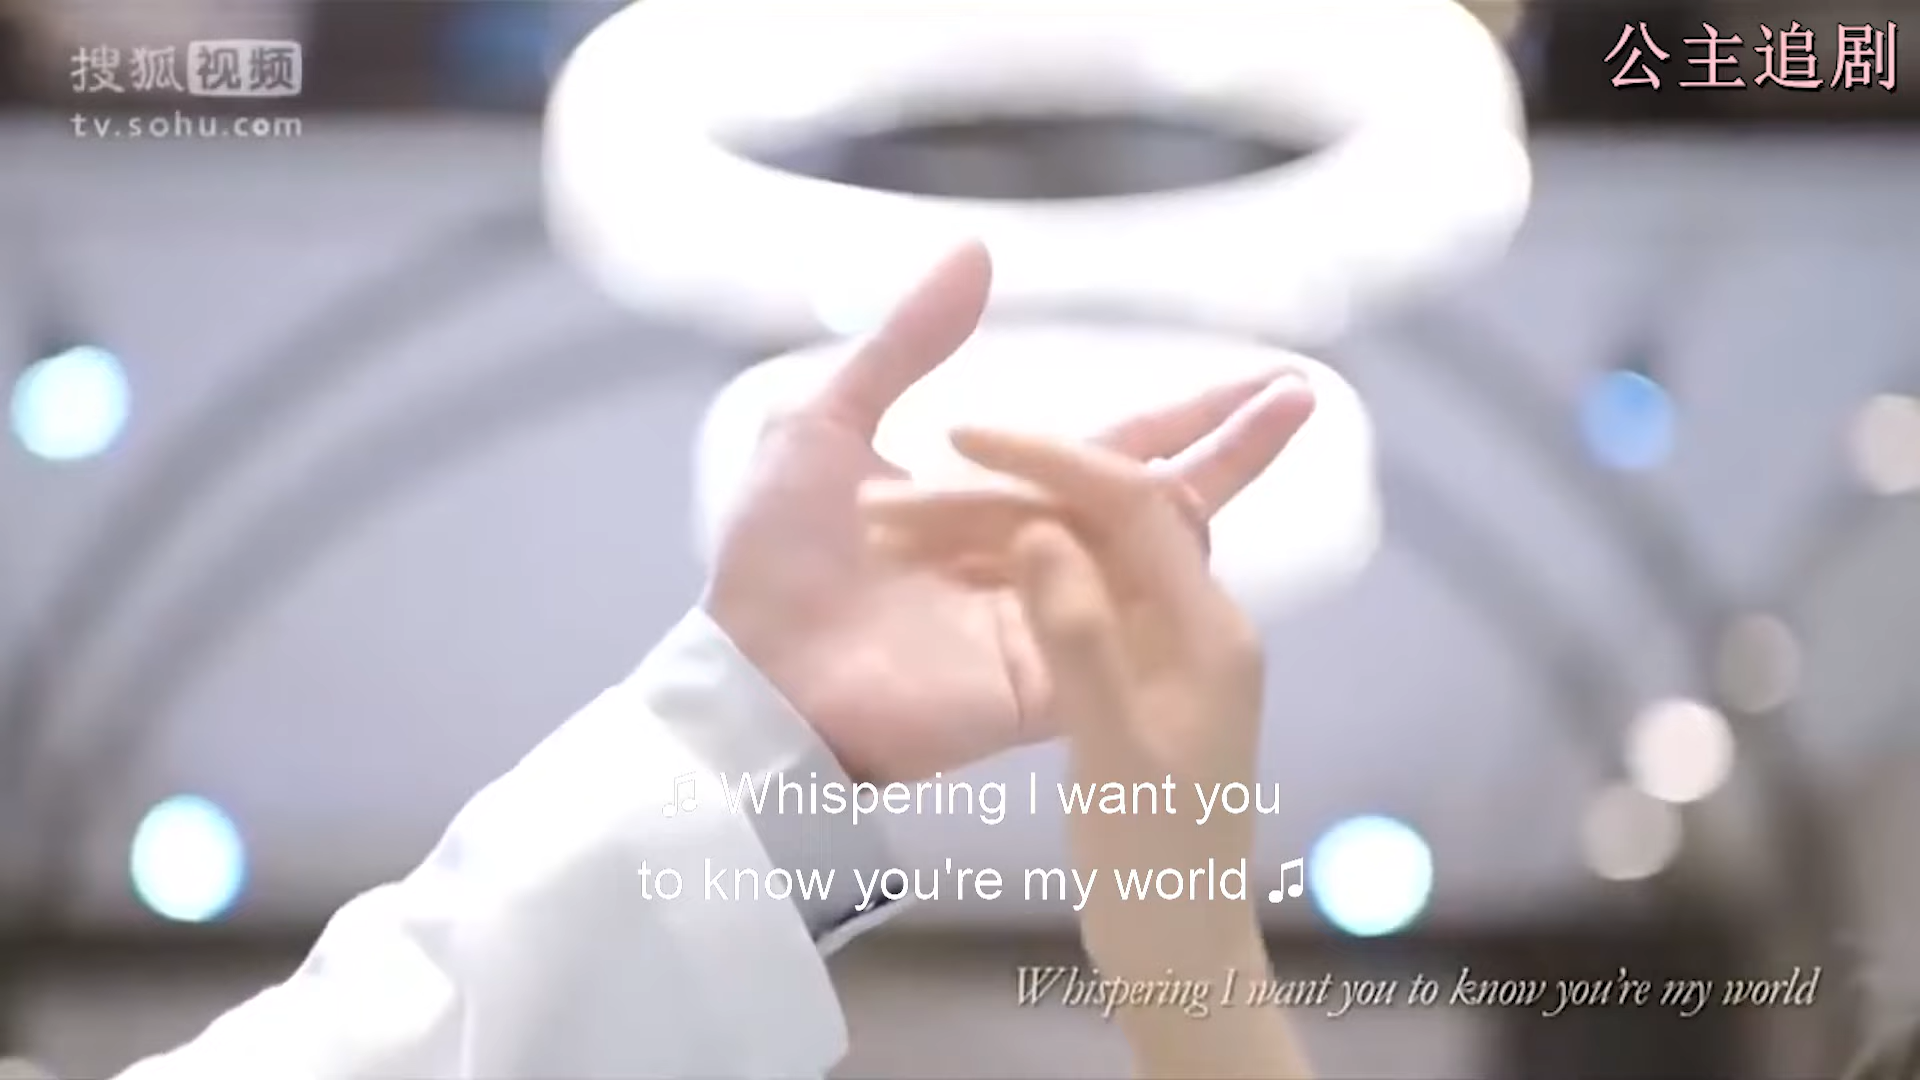 搜狐视频
tv.sohu.com
公主追剧
♫ Whispering I want you
to know you're my world ♫
Whispering I want you to know you're my world